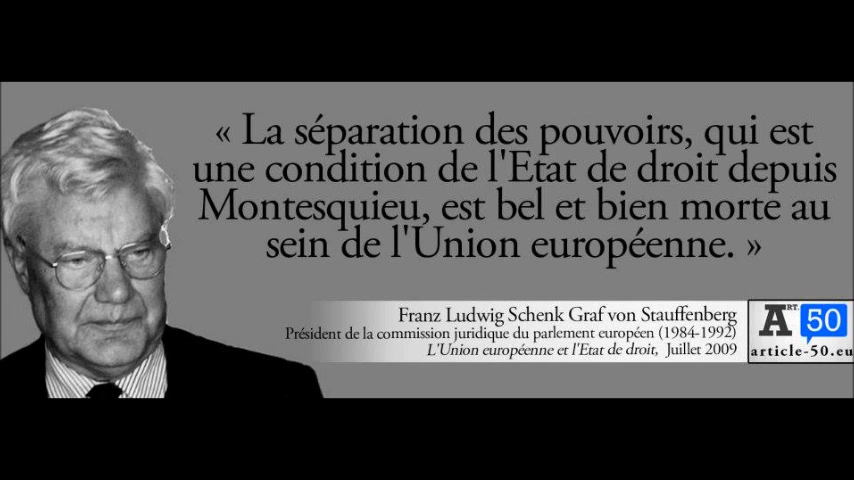 « La séparation des pouvoirs, qui est
une condition de l'Etat de droit depuis
Montesquieu, est bel et bien morte au
sein de l'Union européenne. »
Franz Ludwig Schenk Graf von Stauffenberg
Président de la commission juridique du parlement européen (1984-1992)
L'Union européenne et l'Etat de droit, Juillet 2009
ART. 50
article-50.eu